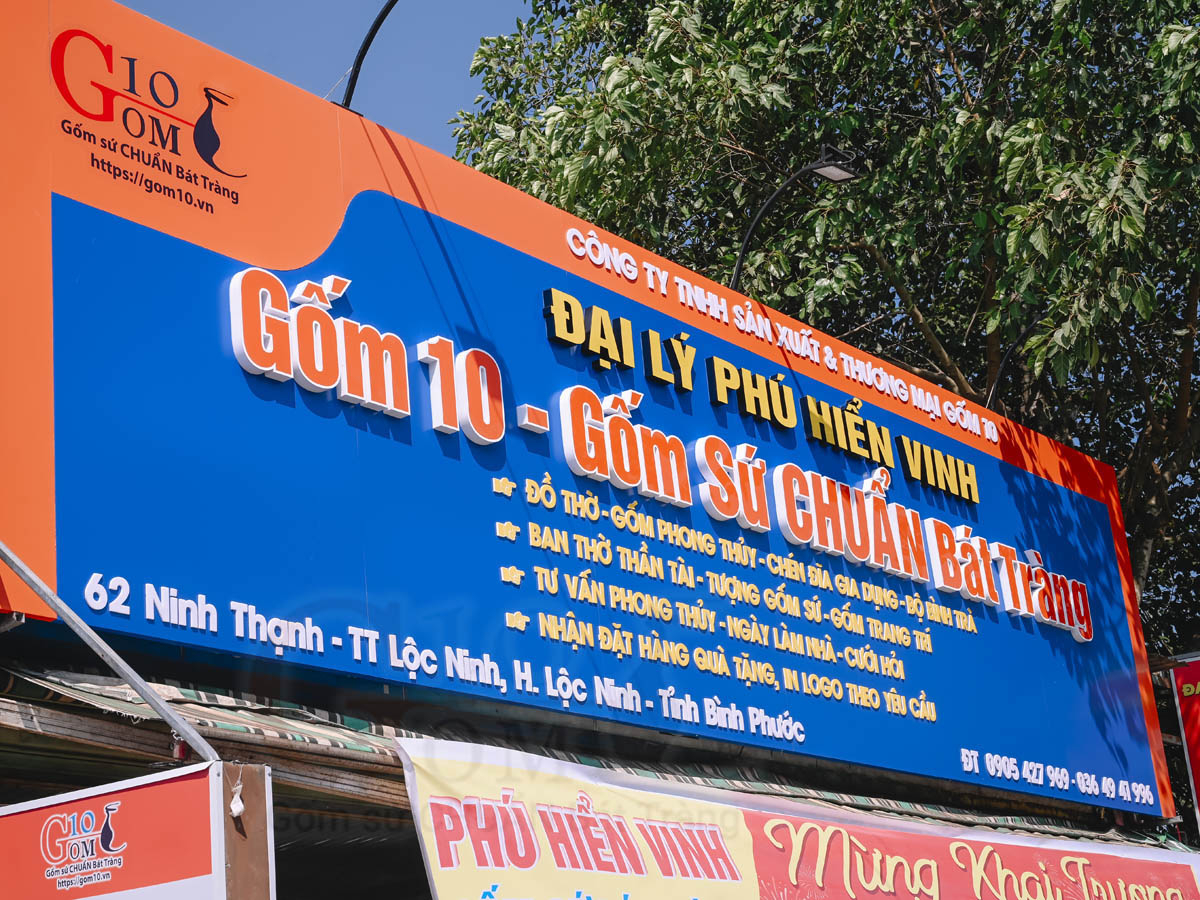 G10
GOM
Gốm sứ CHUẨN Bát Tràng
https://gom10.vn
CÔNG TY TNHH SẢN XUẤT & THƯƠNG MẠI GỐM 10
ĐẠI LÝ PHÚ HIỂN VINH
Gốm 10 - Gốm Sứ CHUẨN Bát Tràng
ĐỒ THỜ - GỐM PHONG THỦY - CHÉN ĐĨA GIA DỤNG - BỘ BÌNH TRÀ
BAN THỜ THẦN TÀI - TƯỢNG GỐM SỨ - GỐM TRANG TRÍ
TƯ VẤN PHONG THỦY - NGÀY LÀM NHÀ - CƯỚI HỎI
NHẬN ĐẶT HÀNG QUÀ TẶNG, IN LOGO THEO YÊU CẦU
62 Ninh Thạnh - TT Lộc Ninh, H. Lộc Ninh - Tỉnh Bình Phước
ĐT 0905 427 969 - 036 49 41 996
G10
GOM
Gốm sứ CHUẨN Bát Tràng
https://gom10.vn
PHÚ HIỂN VINH
Mừng Khai Trương